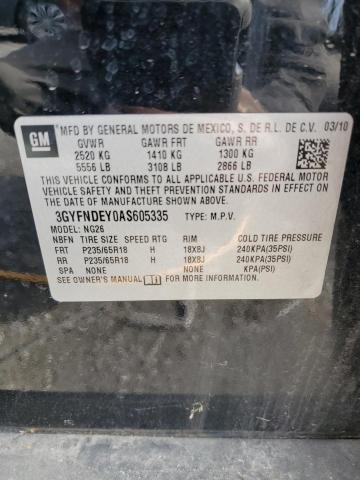 GM
MFD BY GENERAL MOTORS DE MEXICO, S. DE R.L. DE C.V. 03/10
GVWR GAWR FRT GAWR RR
2520 KG 1410 KG 1300 KG
5556 LB 3108 LB 2866 LB
THIS VEHICLE CONFORMS TO ALL APPLICABLE U.S. FEDERAL MOTOR
VEHICLE SAFETY, AND THEFT PREVENTION STANDARDS IN EFFECT ON
THE DATE OF MANUFACTURE SHOWN ABOVE.
3GYFNDEY0AS605335 TYPE: M.P.V.
MODEL: NG26
NBFN TIRE SIZE SPEED RTG RIM COLD TIRE PRESSURE
FRT P235/65R18 H 18X8J 240KPA(35PSI)
RR P235/65R18 H 18X8J 240KPA(35PSI)
SPA NONE NONE KPA(PSI)
SEE OWNER'S MANUAL FOR MORE INFORMATION.